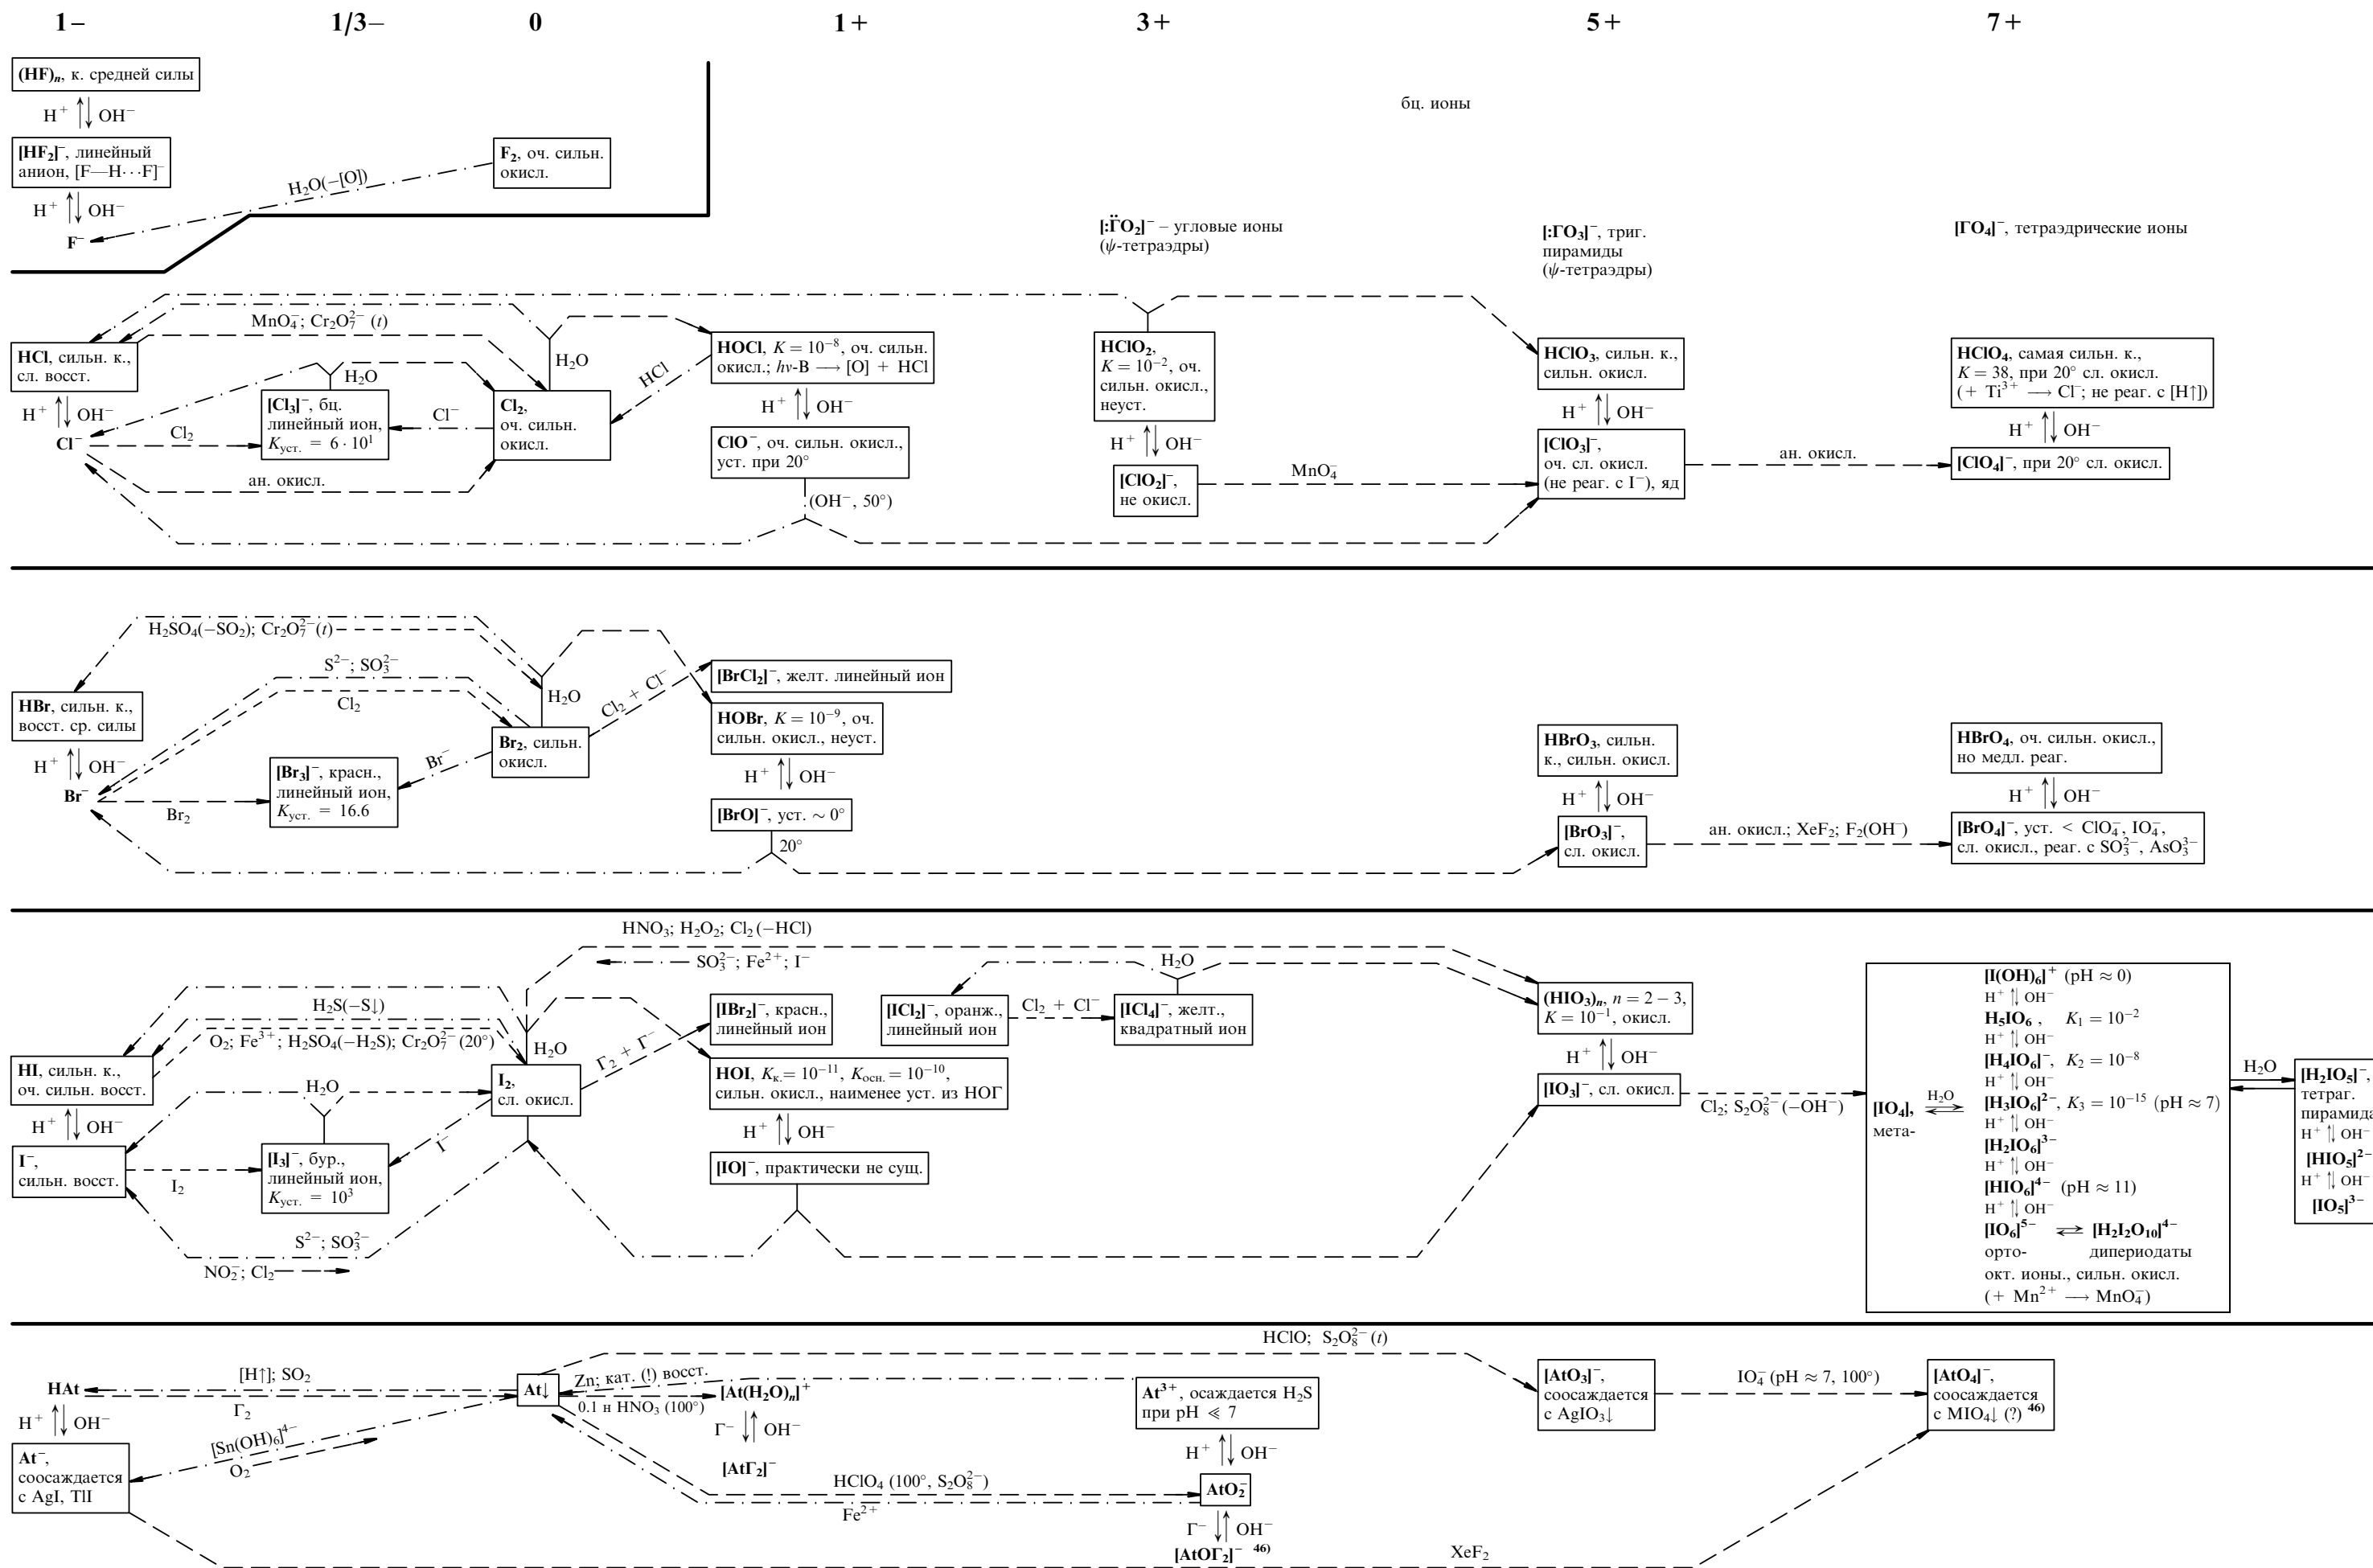 1−
1/3−
0
1+
3+
5+
7+
(HF)ₙ, к. средней силы
H⁺ ⇅ OH⁻
[HF₂]⁻, линейный
анион, [F—H···F]⁻
H⁺ ⇅ OH⁻
F⁻
H₂O(−[O])
F₂, оч. сильн.
окисл.
бц. ионы
[:Г̈O₂]⁻ – угловые ионы
(ψ-тетраэдры)
[:ГO₃]⁻, триг.
пирамиды
(ψ-тетраэдры)
[ГO₄]⁻, тетраэдрические ионы
MnO₄⁻; Cr₂O₇²⁻ (t)
HCl, сильн. к.,
сл. восст.
H⁺ ⇅ OH⁻
Cl⁻
H₂O
Cl₂
[Cl₃]⁻, бц.
линейный ион,
Kуст. = 6 · 10¹
Cl⁻
Cl₂,
оч. сильн.
окисл.
ан. окисл.
H₂O
HCl
HOCl, K = 10⁻⁸, оч. сильн.
окисл.; hν-В ⟶ [O] + HCl
H⁺ ⇅ OH⁻
ClO⁻, оч. сильн. окисл.,
уст. при 20°
(OH⁻, 50°)
HClO₂,
K = 10⁻², оч.
сильн. окисл.,
неуст.
H⁺ ⇅ OH⁻
[ClO₂]⁻,
не окисл.
MnO₄⁻
HClO₃, сильн. к.,
сильн. окисл.
H⁺ ⇅ OH⁻
[ClO₃]⁻,
оч. сл. окисл.
(не реаг. с I⁻), яд
ан. окисл.
HClO₄, самая сильн. к.,
K = 38, при 20° сл. окисл.
(+ Ti³⁺ ⟶ Cl⁻; не реаг. с [H↑])
H⁺ ⇅ OH⁻
[ClO₄]⁻, при 20° сл. окисл.
H₂SO₄(−SO₂); Cr₂O₇²⁻(t)
S²⁻; SO₃²⁻
Cl₂
HBr, сильн. к.,
восст. ср. силы
H⁺ ⇅ OH⁻
Br⁻
Br₂
[Br₃]⁻, красн.,
линейный ион,
Kуст. = 16.6
Br⁻
Br₂, сильн.
окисл.
H₂O
Cl₂ + Cl⁻
[BrCl₂]⁻, желт. линейный ион
HOBr, K = 10⁻⁹, оч.
сильн. окисл., неуст.
H⁺ ⇅ OH⁻
[BrO]⁻, уст. ~ 0°
20°
HBrO₃, сильн.
к., сильн. окисл.
H⁺ ⇅ OH⁻
[BrO₃]⁻,
сл. окисл.
ан. окисл.; XeF₂; F₂(OH⁻)
HBrO₄, оч. сильн. окисл.,
но медл. реаг.
H⁺ ⇅ OH⁻
[BrO₄]⁻, уст. < ClO₄⁻, IO₄⁻,
сл. окисл., реаг. с SO₃²⁻, AsO₃³⁻
HNO₃; H₂O₂; Cl₂ (−HCl)
SO₃²⁻; Fe²⁺; I⁻
H₂S(−S↓)
O₂; Fe³⁺; H₂SO₄(−H₂S); Cr₂O₇²⁻ (20°)
HI, сильн. к.,
оч. сильн. восст.
H⁺ ⇅ OH⁻
I⁻,
сильн. восст.
H₂O
I₂
[I₃]⁻, бур.,
линейный ион,
Kуст. = 10³
I⁻
I₂,
сл. окисл.
H₂O
S²⁻; SO₃²⁻
NO₂⁻; Cl₂
Г₂ + Г⁻
[IBr₂]⁻, красн.,
линейный ион
HOI, Kк. = 10⁻¹¹, Kосн. = 10⁻¹⁰,
сильн. окисл., наименее уст. из НОГ
H⁺ ⇅ OH⁻
[IO]⁻, практически не сущ.
[ICl₂]⁻, оранж.,
линейный ион
Cl₂ + Cl⁻
H₂O
[ICl₄]⁻, желт.,
квадратный ион
(HIO₃)ₙ, n = 2 − 3,
K = 10⁻¹, окисл.
H⁺ ⇅ OH⁻
[IO₃]⁻, сл. окисл.
Cl₂; S₂O₈²⁻ (−OH⁻)
[IO₄], H₂O ⇌
мета-
[I(OH)₆]⁺ (pH ≈ 0)
H⁺ ⇅ OH⁻
H₅IO₆ , K₁ = 10⁻²
H⁺ ⇅ OH⁻
[H₄IO₆]⁻, K₂ = 10⁻⁸
H⁺ ⇅ OH⁻
[H₃IO₆]²⁻, K₃ = 10⁻¹⁵ (pH ≈ 7)
H⁺ ⇅ OH⁻
[H₂IO₆]³⁻
H⁺ ⇅ OH⁻
[HIO₆]⁴⁻ (pH ≈ 11)
H⁺ ⇅ OH⁻
[IO₆]⁵⁻ ⇌ [H₂I₂O₁₀]⁴⁻
орто- дипериодаты
окт. ионы., сильн. окисл.
(+ Mn²⁺ ⟶ MnO₄⁻)
H₂O
[H₂IO₅]⁻,
тетраг.
пирамида
H⁺ ⇅ OH⁻
[HIO₅]²⁻
H⁺ ⇅ OH⁻
[IO₅]³⁻
HClO; S₂O₈²⁻ (t)
HAt
[H↑]; SO₂
Г₂
H⁺ ⇅ OH⁻
At⁻,
соосаждается
с AgI, TlI
[Sn(OH)₆]⁴⁻
O₂
At↓
Zn; кат. (!) восст.
0.1 н HNO₃ (100°)
[At(H₂O)ₙ]⁺
Г⁻ ⇅ OH⁻
[AtГ₂]⁻
HClO₄ (100°, S₂O₈²⁻)
Fe²⁺
At³⁺, осаждается H₂S
при pH ≪ 7
H⁺ ⇅ OH⁻
AtO₂⁻
Г⁻ ⇅ OH⁻
[AtOГ₂]⁻ ⁴⁶⁾
XeF₂
[AtO₃]⁻,
соосаждается
с AgIO₃↓
IO₄⁻ (pH ≈ 7, 100°)
[AtO₄]⁻,
соосаждается
с MIO₄↓ (?) ⁴⁶⁾